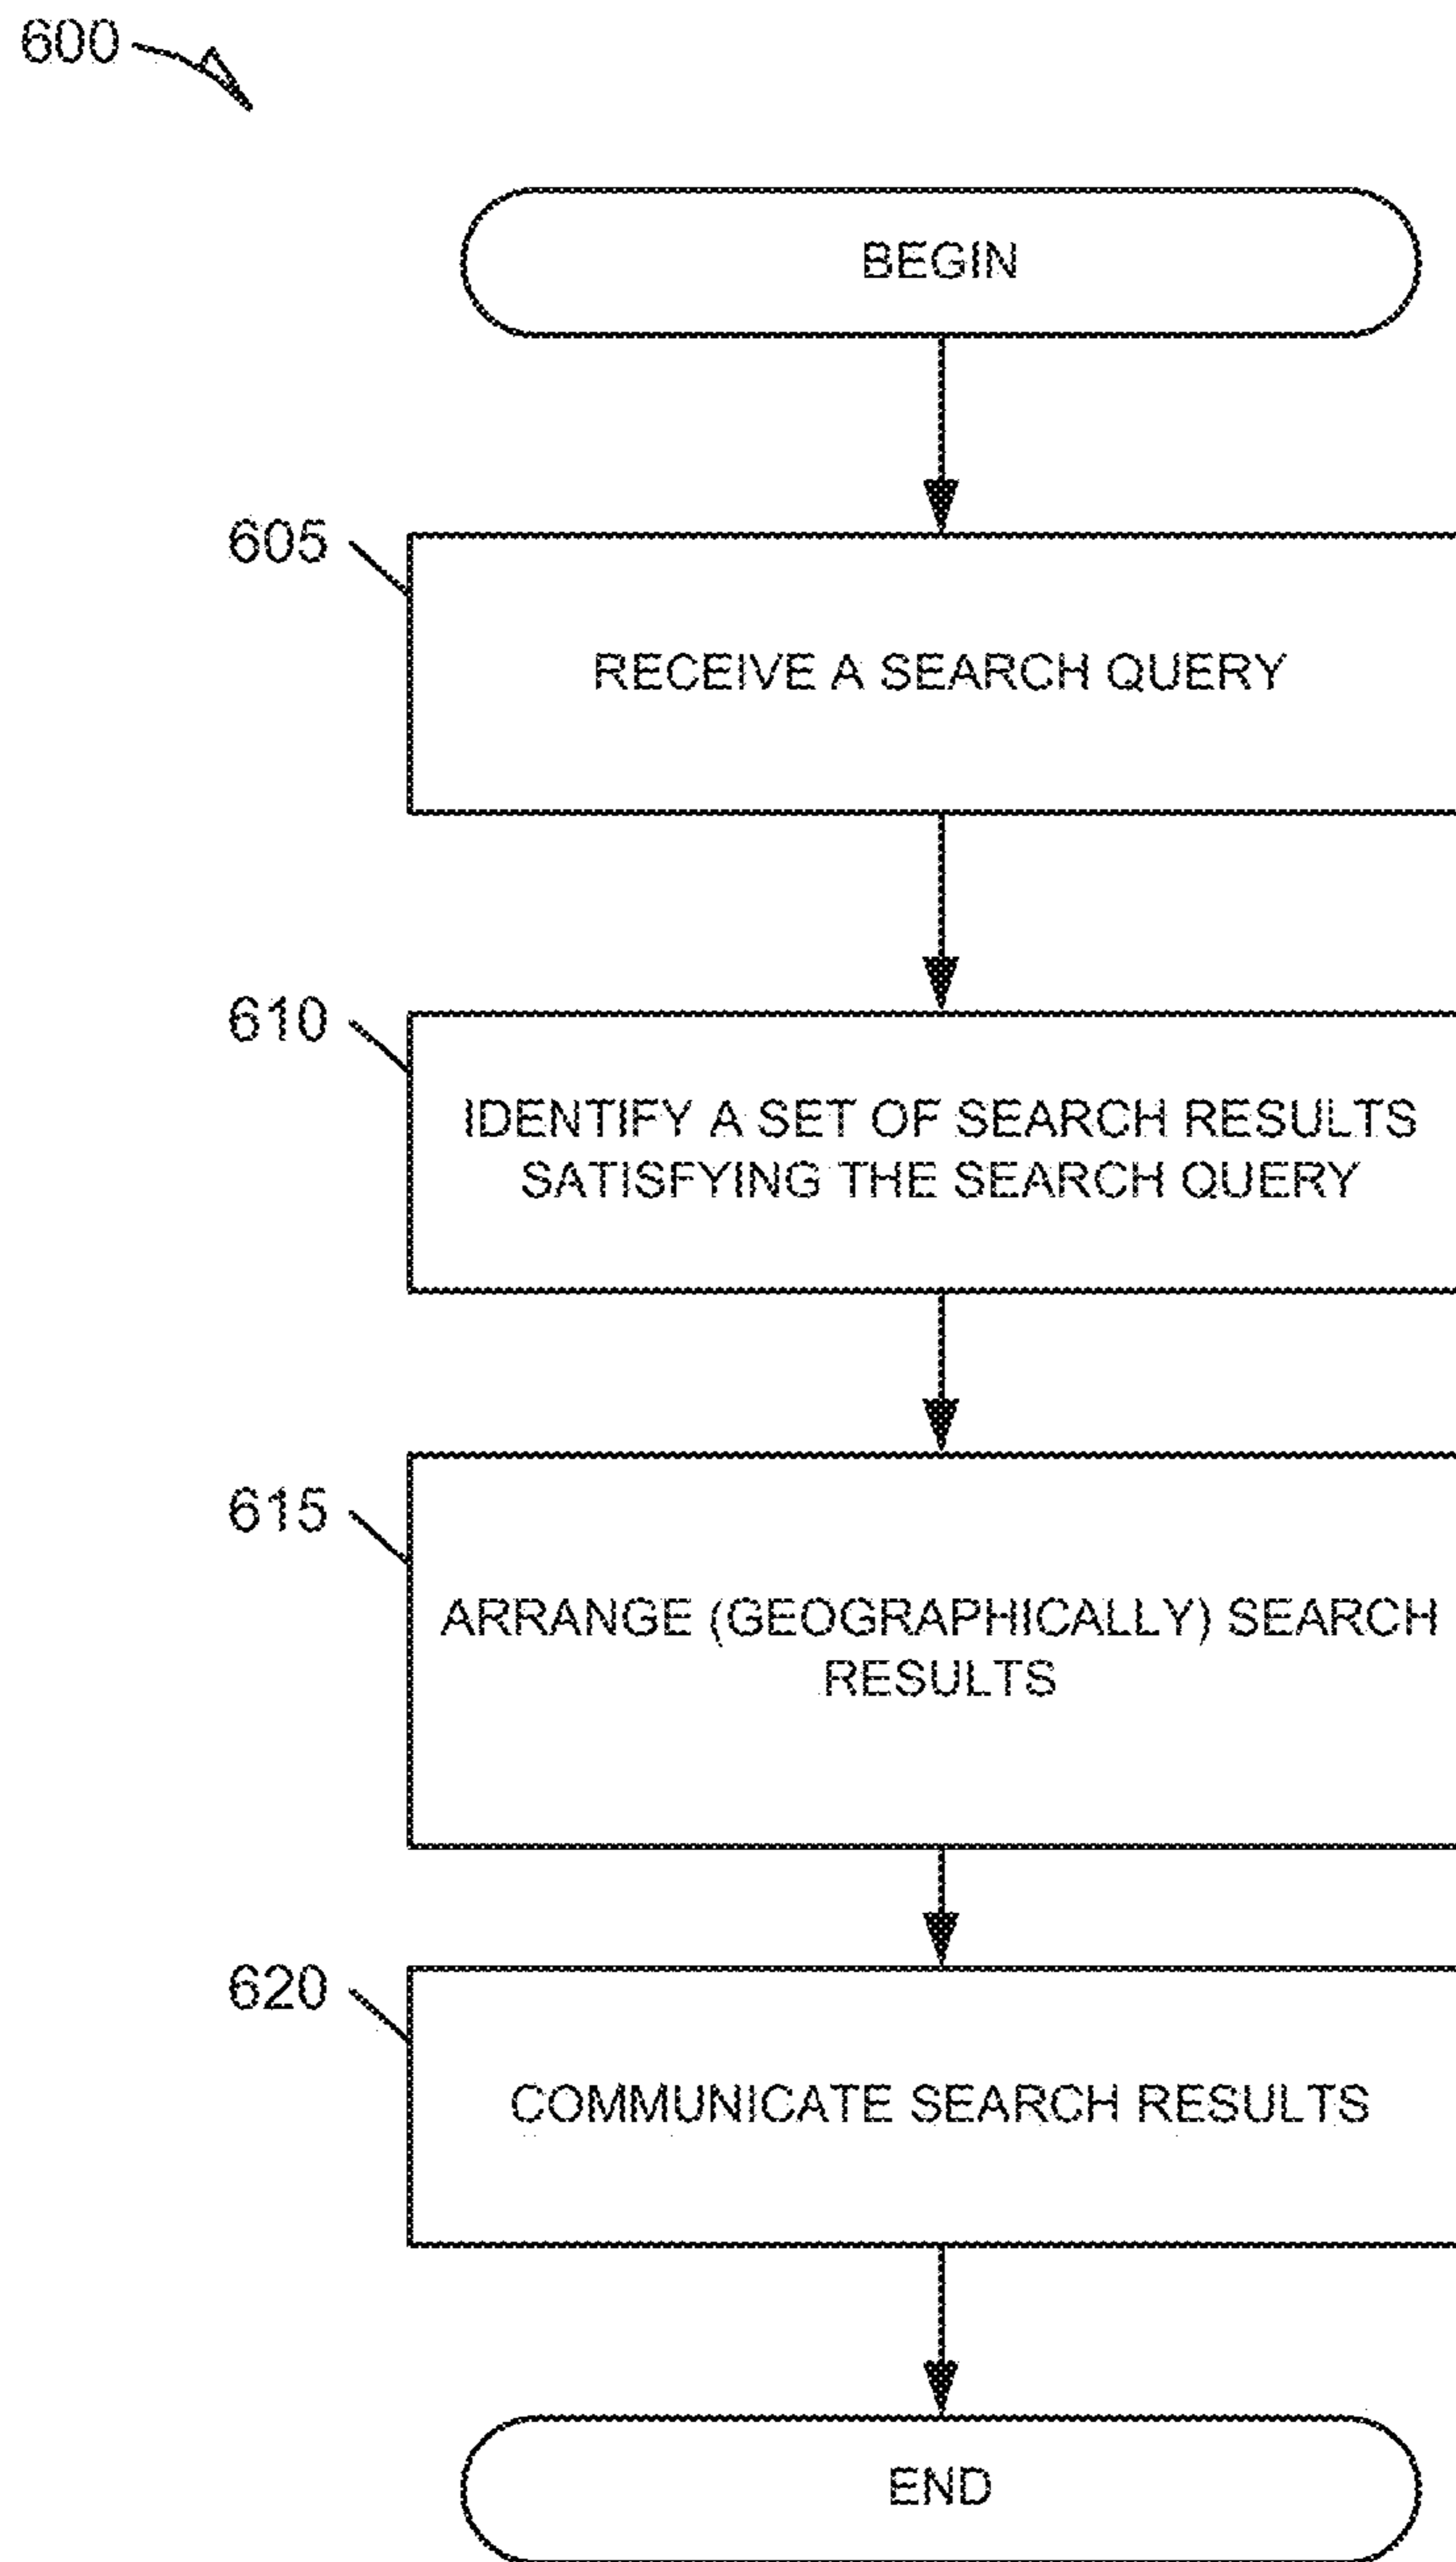 600
BEGIN
605
RECEIVE A SEARCH QUERY
610
IDENTIFY A SET OF SEARCH RESULTS
SATISFYING THE SEARCH QUERY
615
ARRANGE (GEOGRAPHICALLY) SEARCH
RESULTS
620
COMMUNICATE SEARCH RESULTS
END